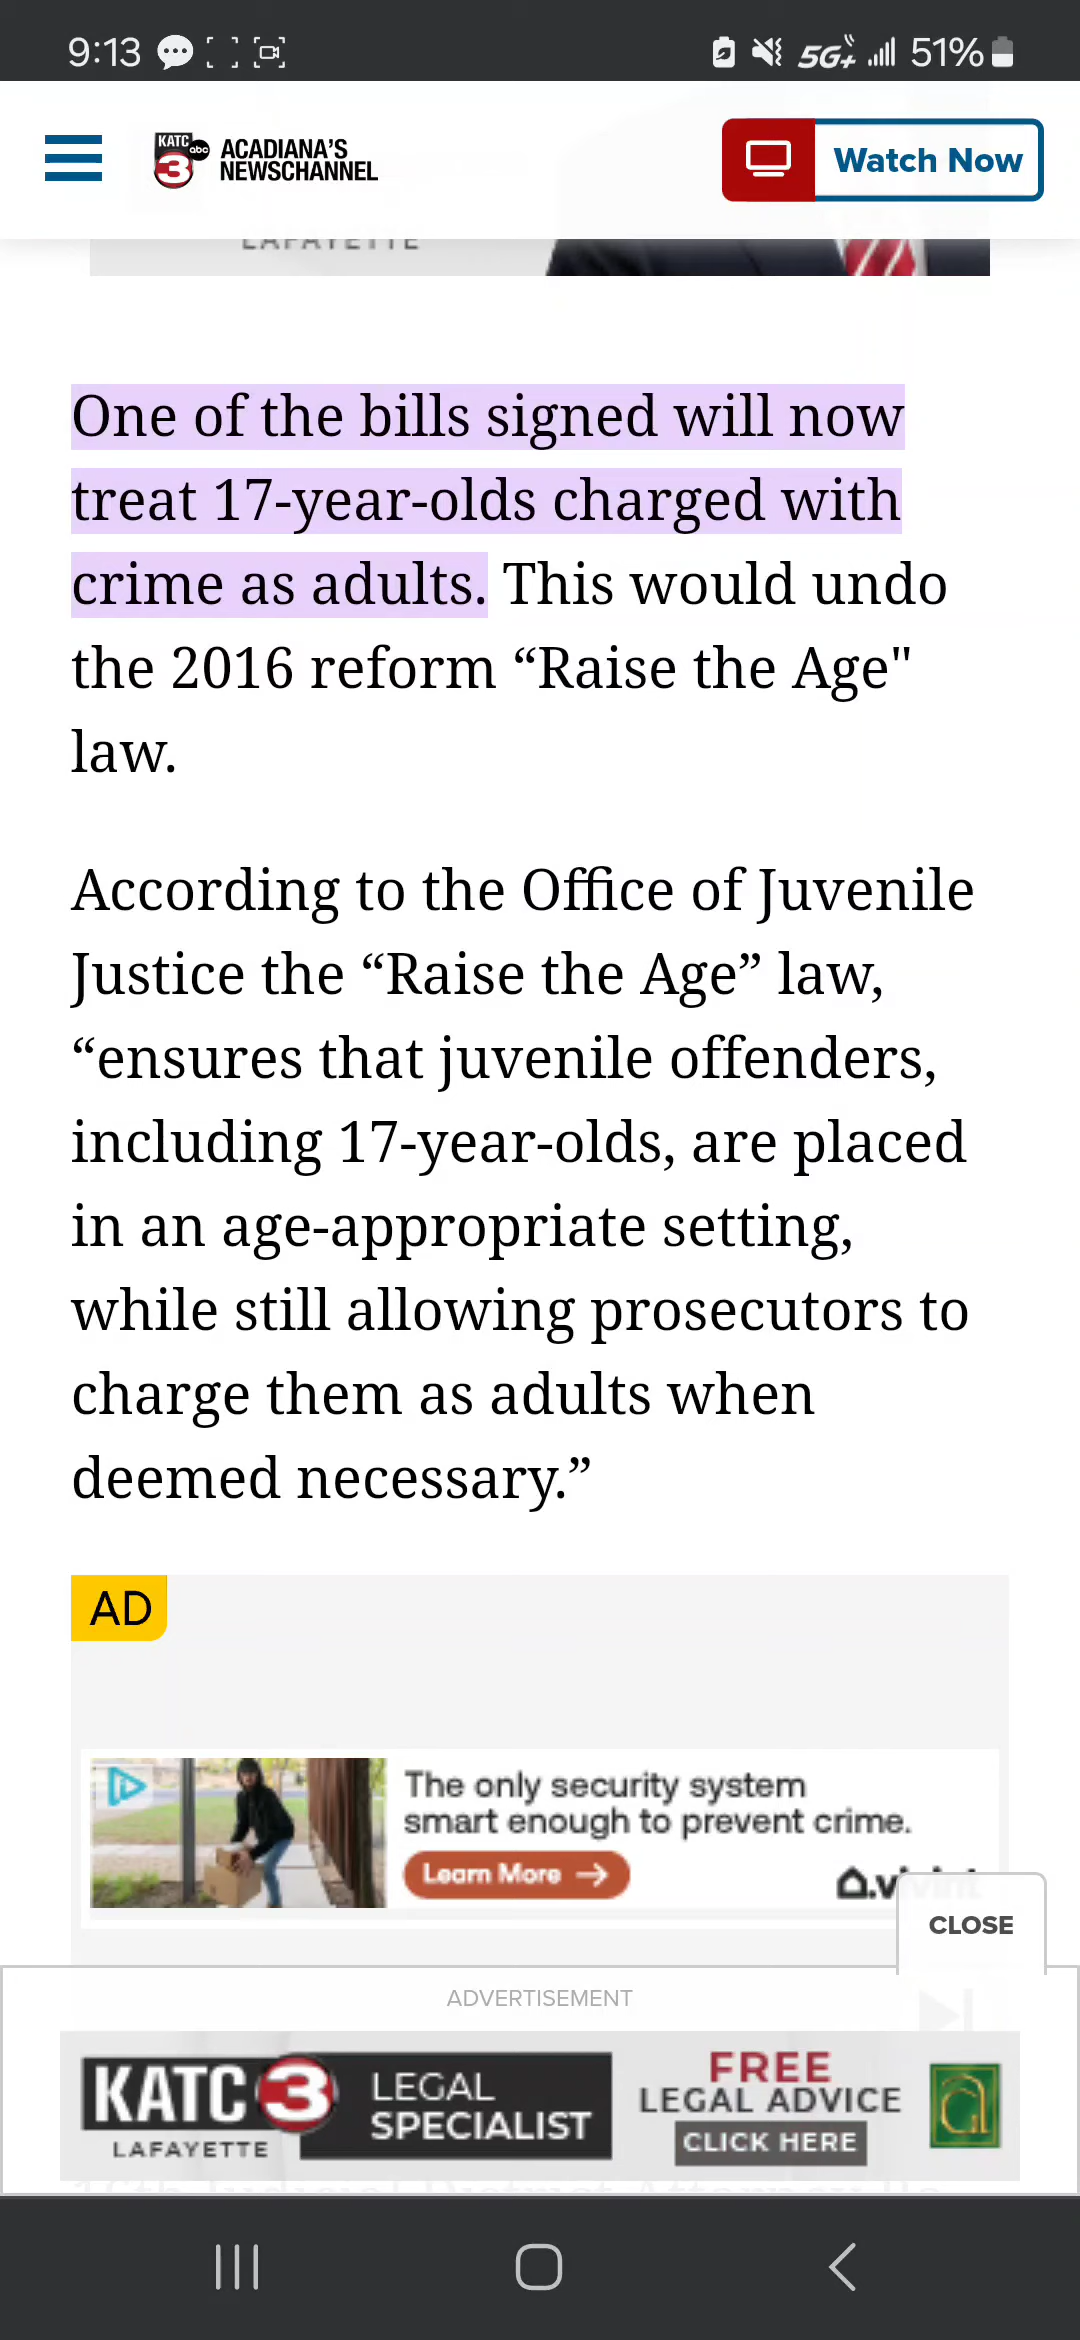 9:13
5G+ 51%
KATC abc 3 ACADIANA'S
NEWSCHANNEL
Watch Now
LAFAYETTE
One of the bills signed will now
treat 17-year-olds charged with
crime as adults. This would undo
the 2016 reform “Raise the Age"
law.
According to the Office of Juvenile
Justice the “Raise the Age” law,
“ensures that juvenile offenders,
including 17-year-olds, are placed
in an age-appropriate setting,
while still allowing prosecutors to
charge them as adults when
deemed necessary.”
AD
The only security system
smart enough to prevent crime.
Learn More
vivint
CLOSE
ADVERTISEMENT
KATC 3
LAFAYETTE
LEGAL
SPECIALIST
FREE
LEGAL ADVICE
CLICK HERE
a